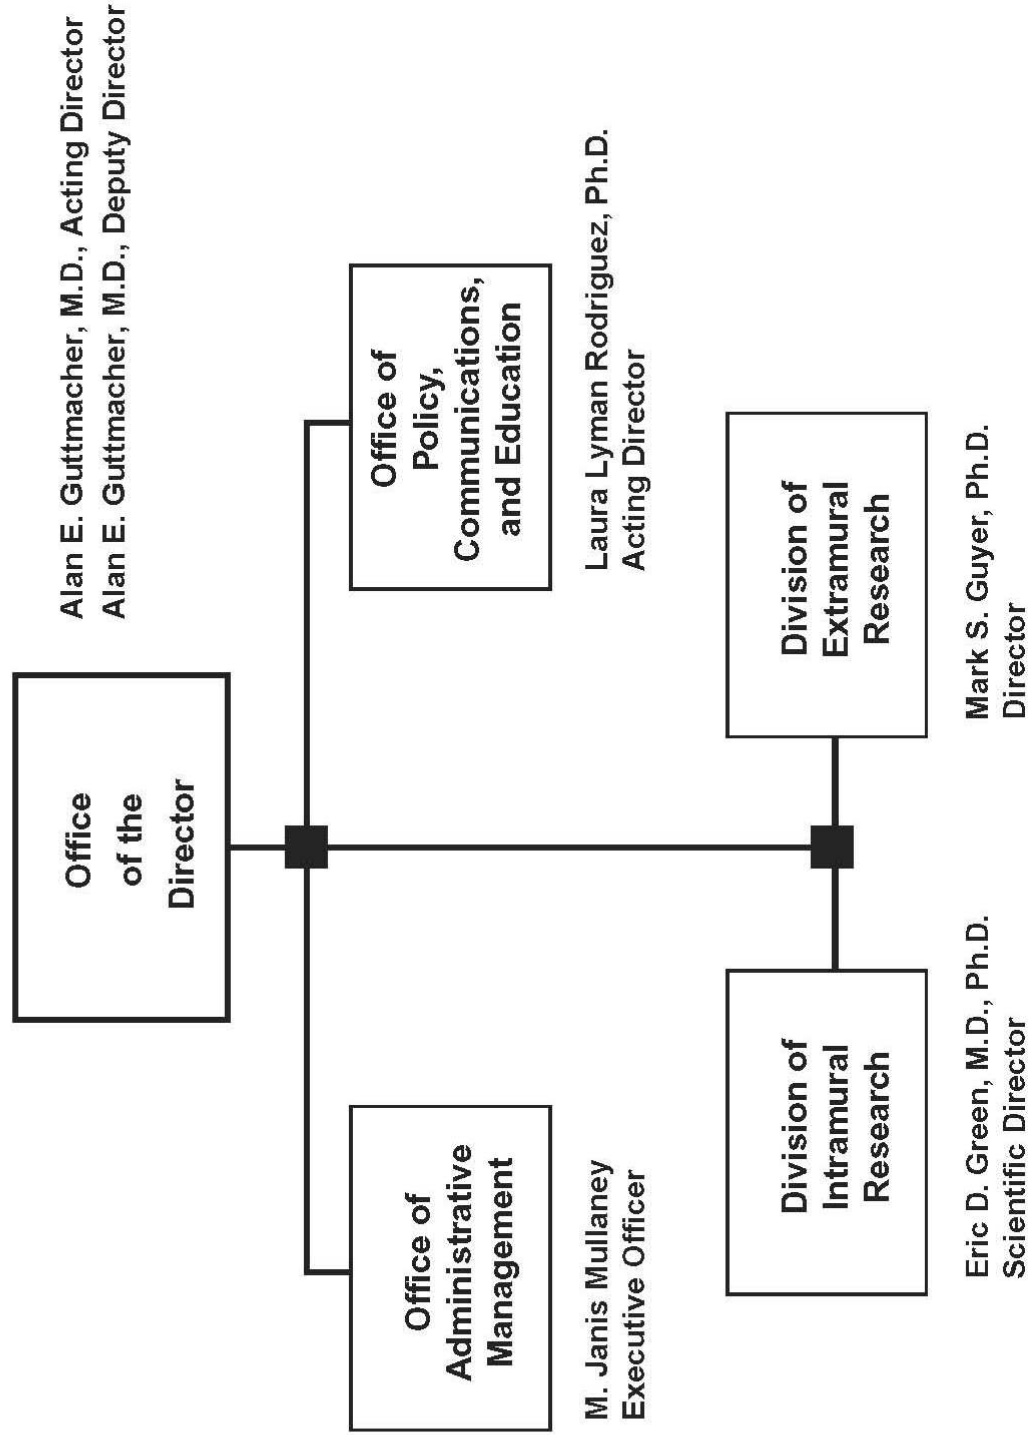 Office
of the
Director
Alan E. Guttmacher, M.D., Acting Director
Alan E. Guttmacher, M.D., Deputy Director
Office of
Administrative
Management
M. Janis Mullaney
Executive Officer
Office of
Policy,
Communications,
and Education
Laura Lyman Rodriguez, Ph.D.
Acting Director
Division of
Intramural
Research
Eric D. Green, M.D., Ph.D.
Scientific Director
Division of
Extramural
Research
Mark S. Guyer, Ph.D.
Director